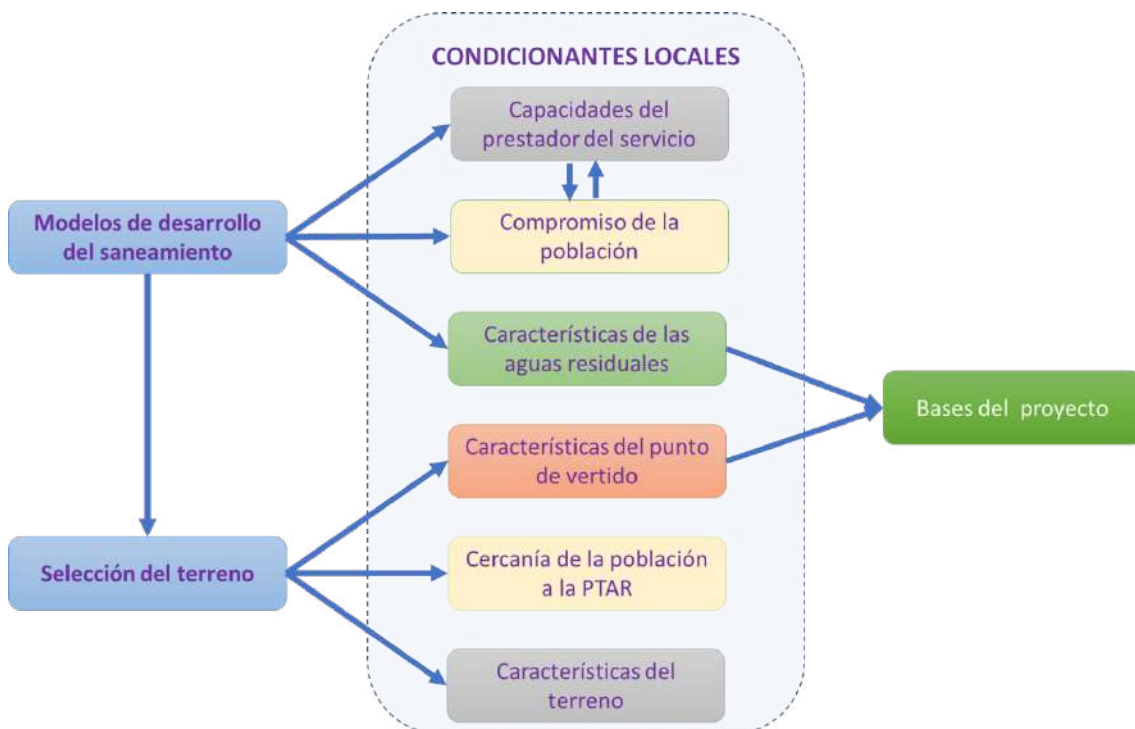 CONDICIONANTES LOCALES
Capacidades del
prestador del servicio
Modelos de desarrollo
del saneamiento
Compromiso de la
población
Características de las
aguas residuales
Bases del proyecto
Características del punto
de vertido
Selección del terreno
Cercanía de la población
a la PTAR
Características del
terreno